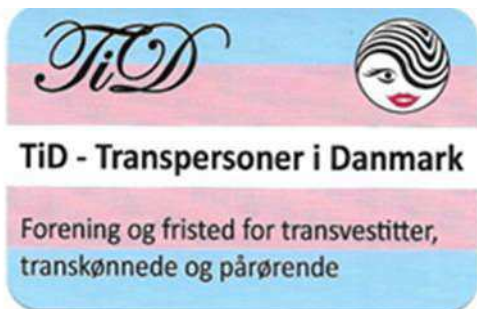 TiD
TiD - Transpersoner i Danmark
Forening og fristed for transvestitter,
transkønnede og pårørende